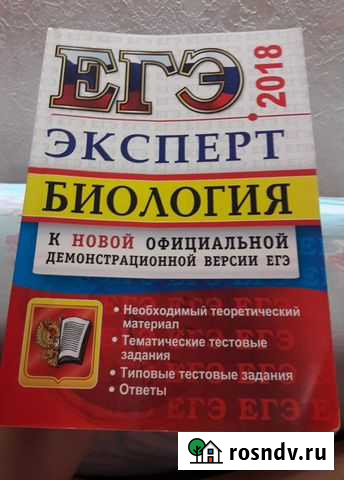 ЕГЭ
2018
ЭКСПЕРТ
БИОЛОГИЯ
К НОВОЙ ОФИЦИАЛЬНОЙ
ДЕМОНСТРАЦИОННОЙ ВЕРСИИ ЕГЭ
• Необходимый теоретический
материал
• Тематические тестовые
задания
• Типовые тестовые задания
• Ответы
ЕГЭ ЕГЭ
rosndv.ru